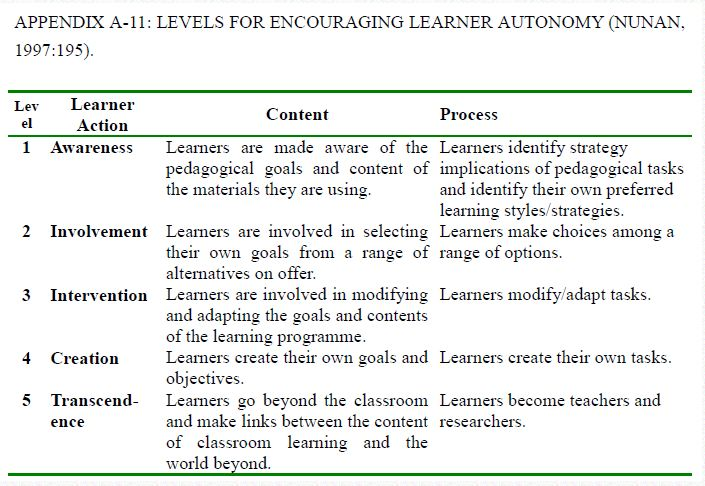 APPENDIX A-11: LEVELS FOR ENCOURAGING LEARNER AUTONOMY (NUNAN,
1997:195).
Lev
el
Learner
Action
Content
Process
1 Awareness Learners are made aware of the Learners identify strategy
pedagogical goals and content of implications of pedagogical tasks
the materials they are using. and identify their own preferred
learning styles/strategies.
2 Involvement Learners are involved in selecting Learners make choices among a
their own goals from a range of range of options.
alternatives on offer.
3 Intervention Learners are involved in modifying Learners modify/adapt tasks.
and adapting the goals and contents
of the learning programme.
4 Creation Learners create their own goals and Learners create their own tasks.
objectives.
5 Transcend- Learners go beyond the classroom Learners become teachers and
ence and make links between the content researchers.
of classroom learning and the
world beyond.